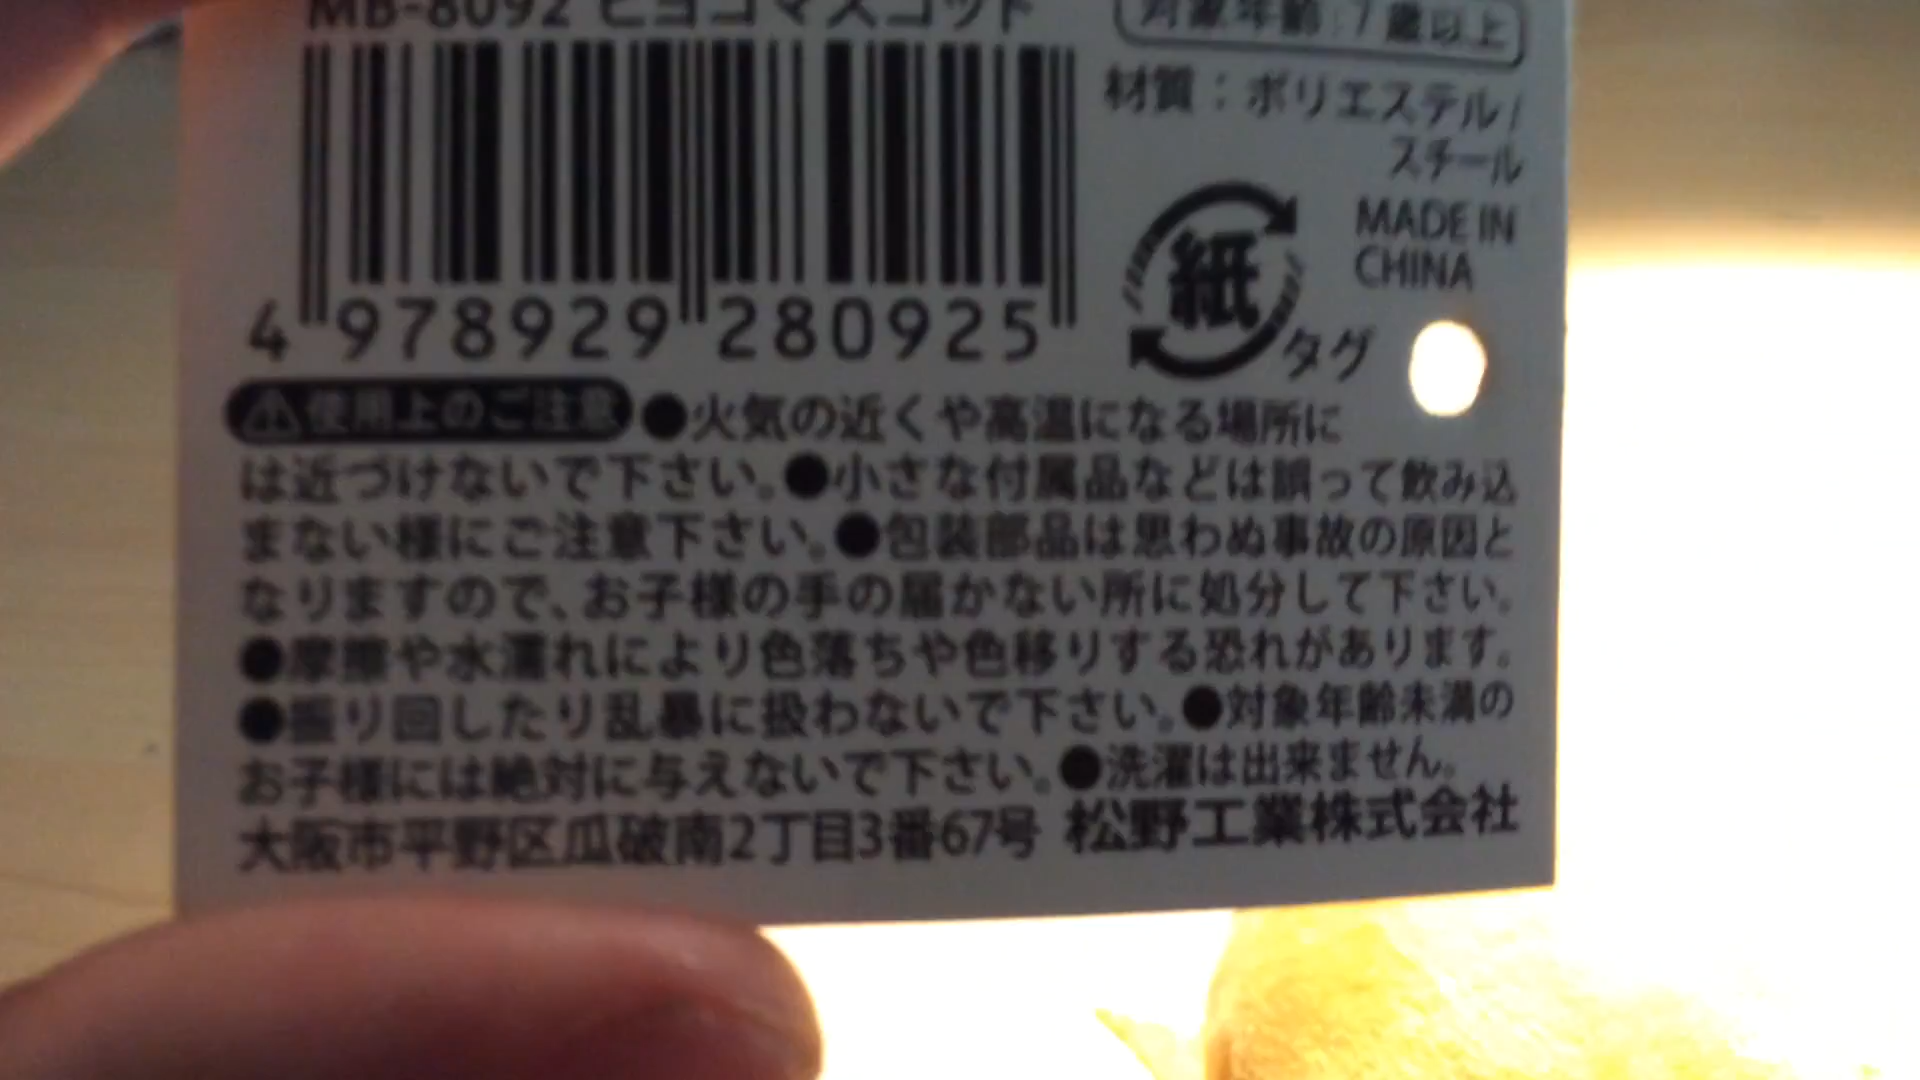 MB-8092 ヒヨコマスコット
対象年齢:7歳以上
材質:ポリエステル/
スチール
MADE IN
CHINA
紙
タグ
4 978929 280925
⚠使用上のご注意 ●火気の近くや高温になる場所に
は近づけないで下さい。●小さな付属品などは誤って飲み込
まない様にご注意下さい。●包装部品は思わぬ事故の原因と
なりますので、お子様の手の届かない所に処分して下さい。
●摩擦や水濡れにより色落ちや色移りする恐れがあります。
●振り回したり乱暴に扱わないで下さい。●対象年齢未満の
お子様には絶対に与えないで下さい。●洗濯は出来ません。
大阪市平野区瓜破南2丁目3番67号 松野工業株式会社